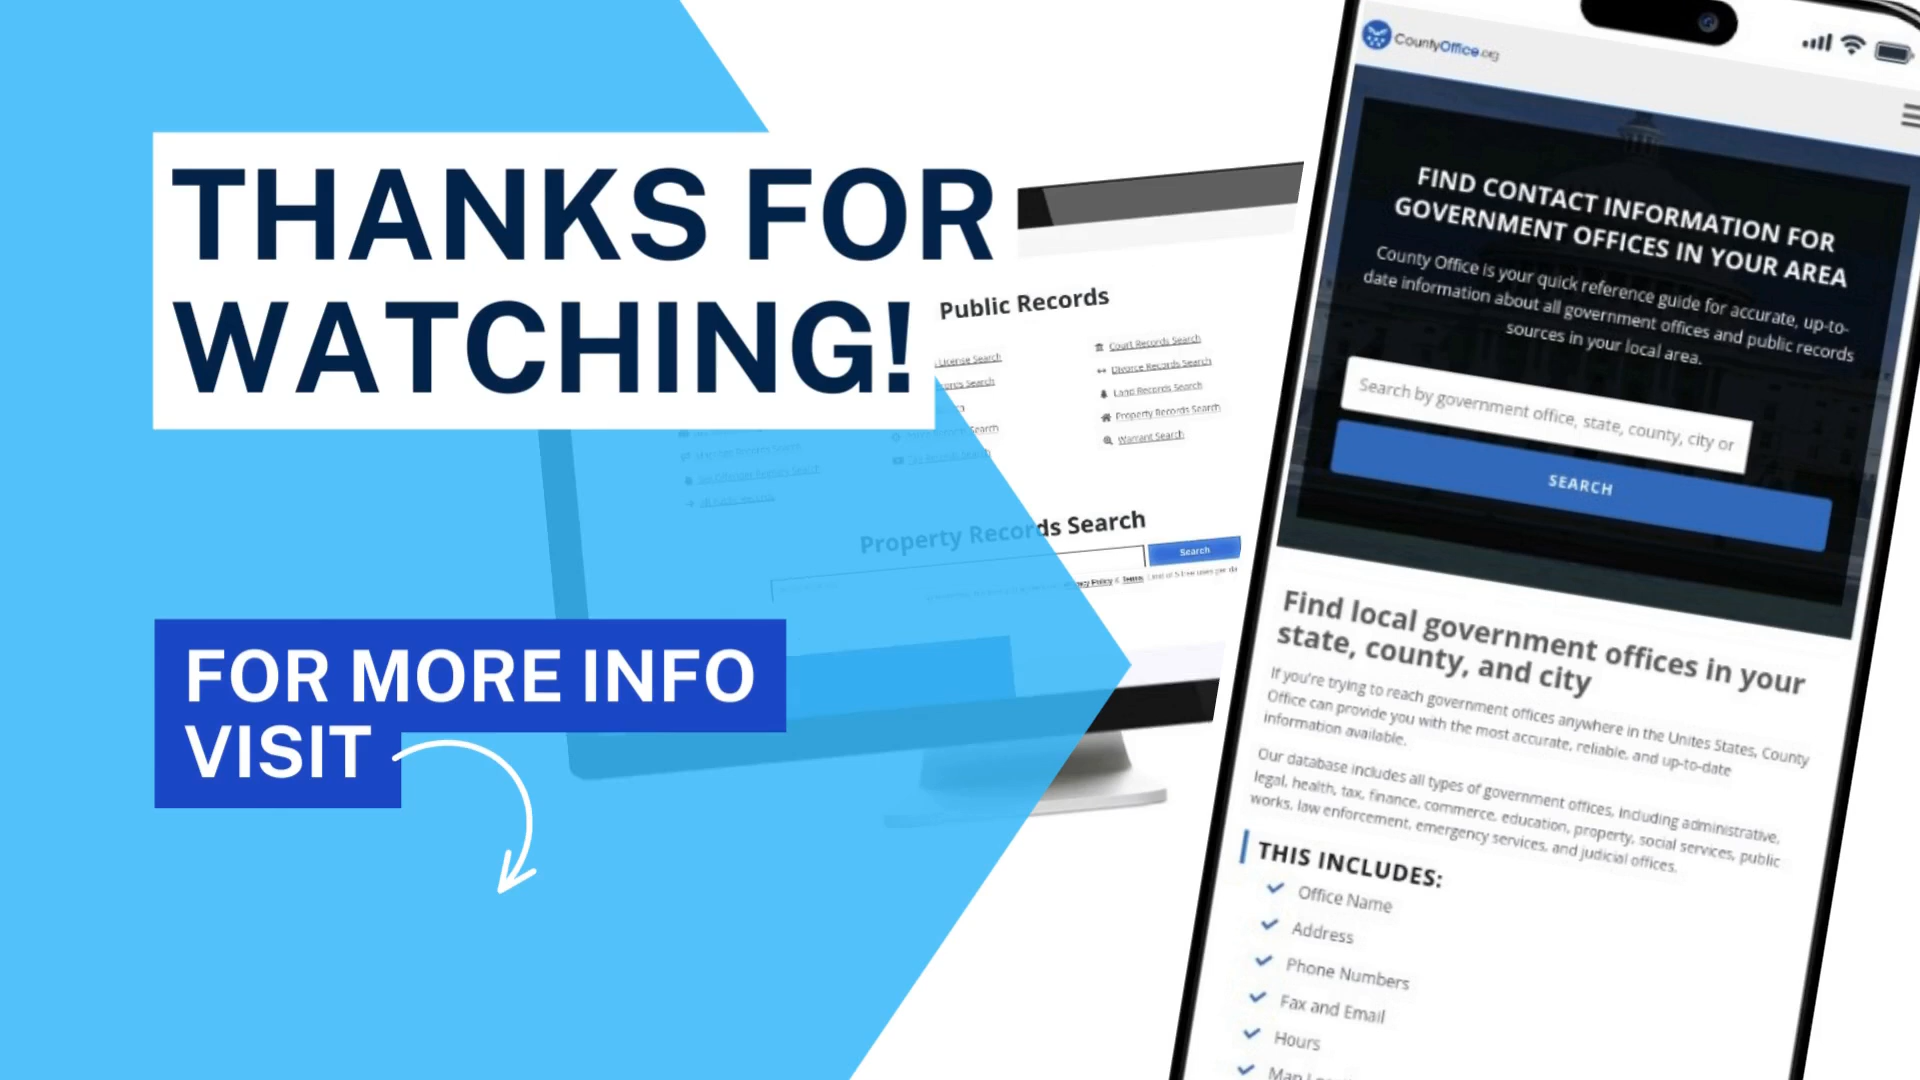 THANKS FOR
WATCHING!
FOR MORE INFO
VISIT
Public Records
License Search
Search
Search
Court Records Search
Divorce Records Search
Land Records Search
Property Records Search
Warrant Search
Property Records Search
Search
Policy & Terms
CountyOffice.org
FIND CONTACT INFORMATION FOR
GOVERNMENT OFFICES IN YOUR AREA
County Office is your quick reference guide for accurate, up-to-
date information about all government offices and public records
sources in your local area.
Search by government office, state, county, city or
SEARCH
Find local government offices in your
state, county, and city
If you're trying to reach government offices anywhere in the Unites States, County
Office can provide you with the most accurate, reliable, and up-to-date
information available.
Our database includes all types of government offices, including administrative,
legal, health, tax, finance, commerce, education, property, social services, public
works, law enforcement, emergency services, and judicial offices.
THIS INCLUDES:
Office Name
Address
Phone Numbers
Fax and Email
Hours